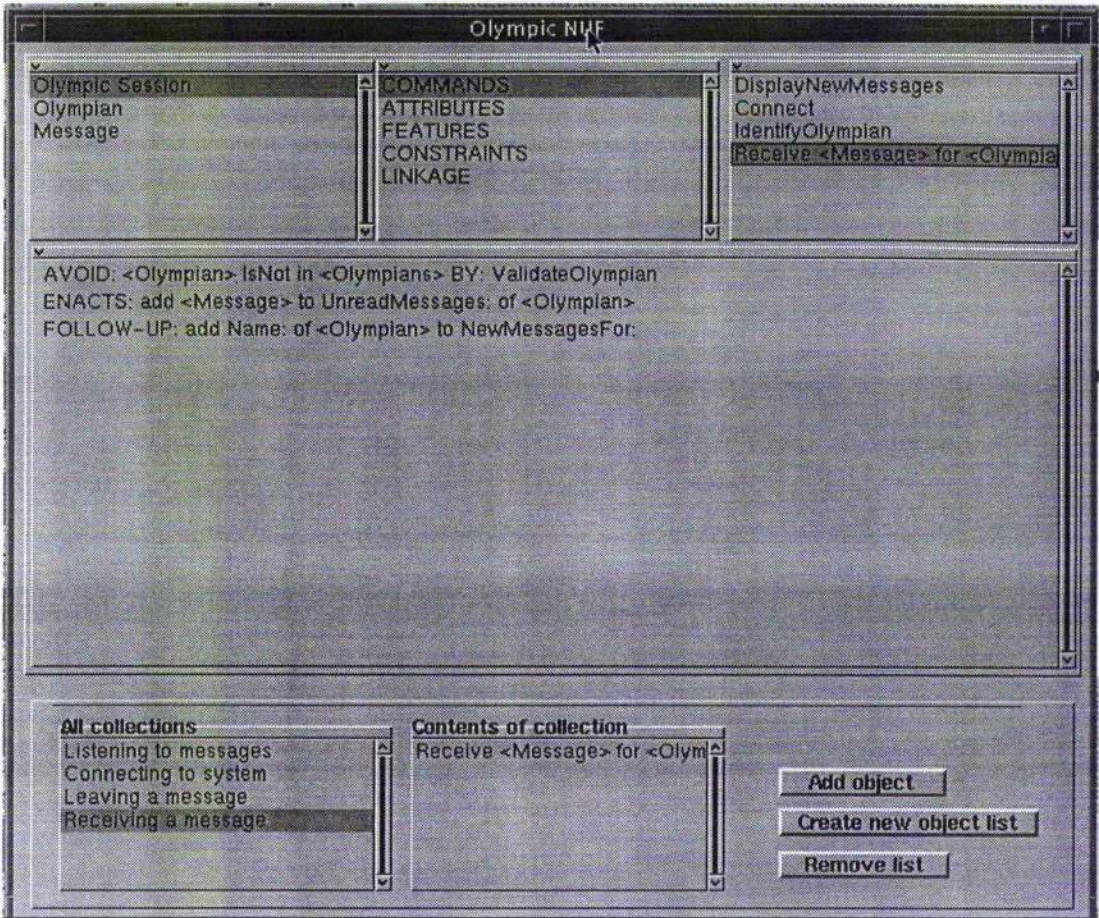 Olympic NUF
Olympic Session
Olympian
Message
COMMANDS
ATTRIBUTES
FEATURES
CONSTRAINTS
LINKAGE
DisplayNewMessages
Connect
IdentifyOlympian
Receive <Message> for <Olympia
AVOID: <Olympian> IsNot in <Olympians> BY: ValidateOlympian
ENACTS: add <Message> to UnreadMessages: of <Olympian>
FOLLOW-UP: add Name: of <Olympian> to NewMessagesFor:
All collections
Listening to messages
Connecting to system
Leaving a message
Receiving a message
Contents of collection
Receive <Message> for <Olym
Add object
Create new object list
Remove list